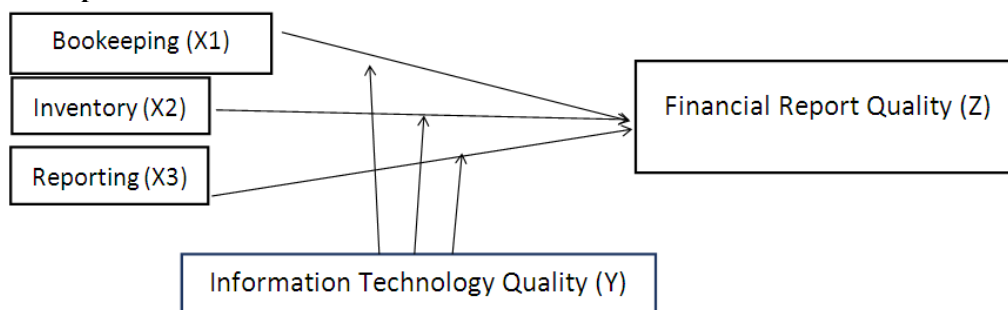 Bookeeping (X1)
Inventory (X2)
Financial Report Quality (Z)
Reporting (X3)
Information Technology Quality (Y)